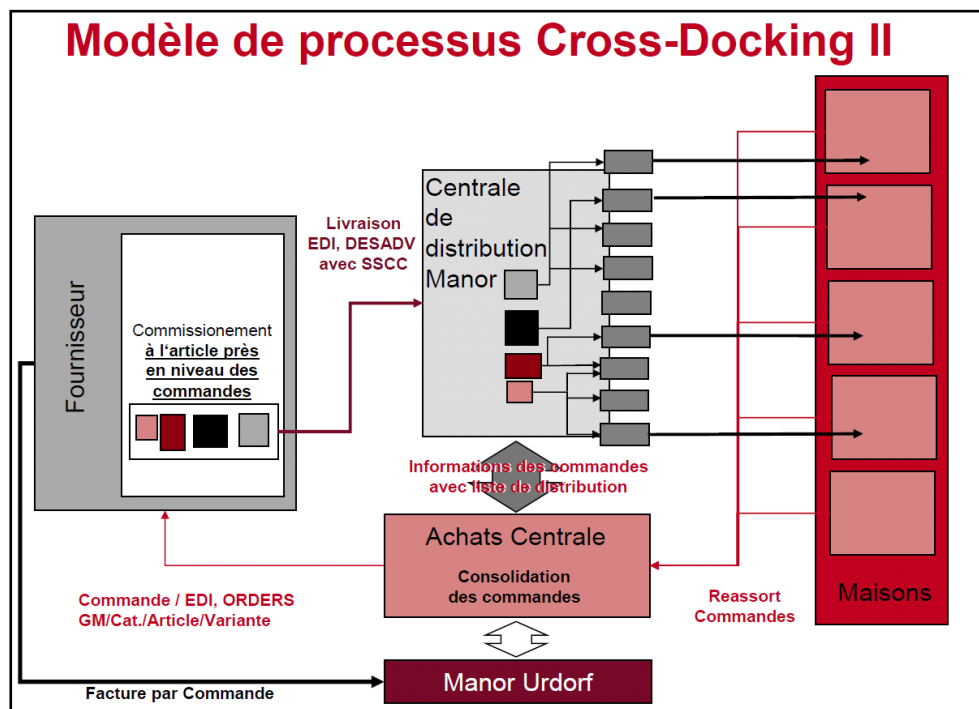 Modèle de processus Cross-Docking II
Fournisseur
Commissionement
à l'article près
en niveau des
commandes
Livraison
EDI, DESADV
avec SSCC
Centrale
de
distribution
Manor
Informations des commandes
avec liste de distribution
Achats Centrale
Consolidation
des commandes
Commande / EDI, ORDERS
GM/Cat./Article/Variante
Reassort
Commandes
Maisons
Facture par Commande
Manor Urdorf